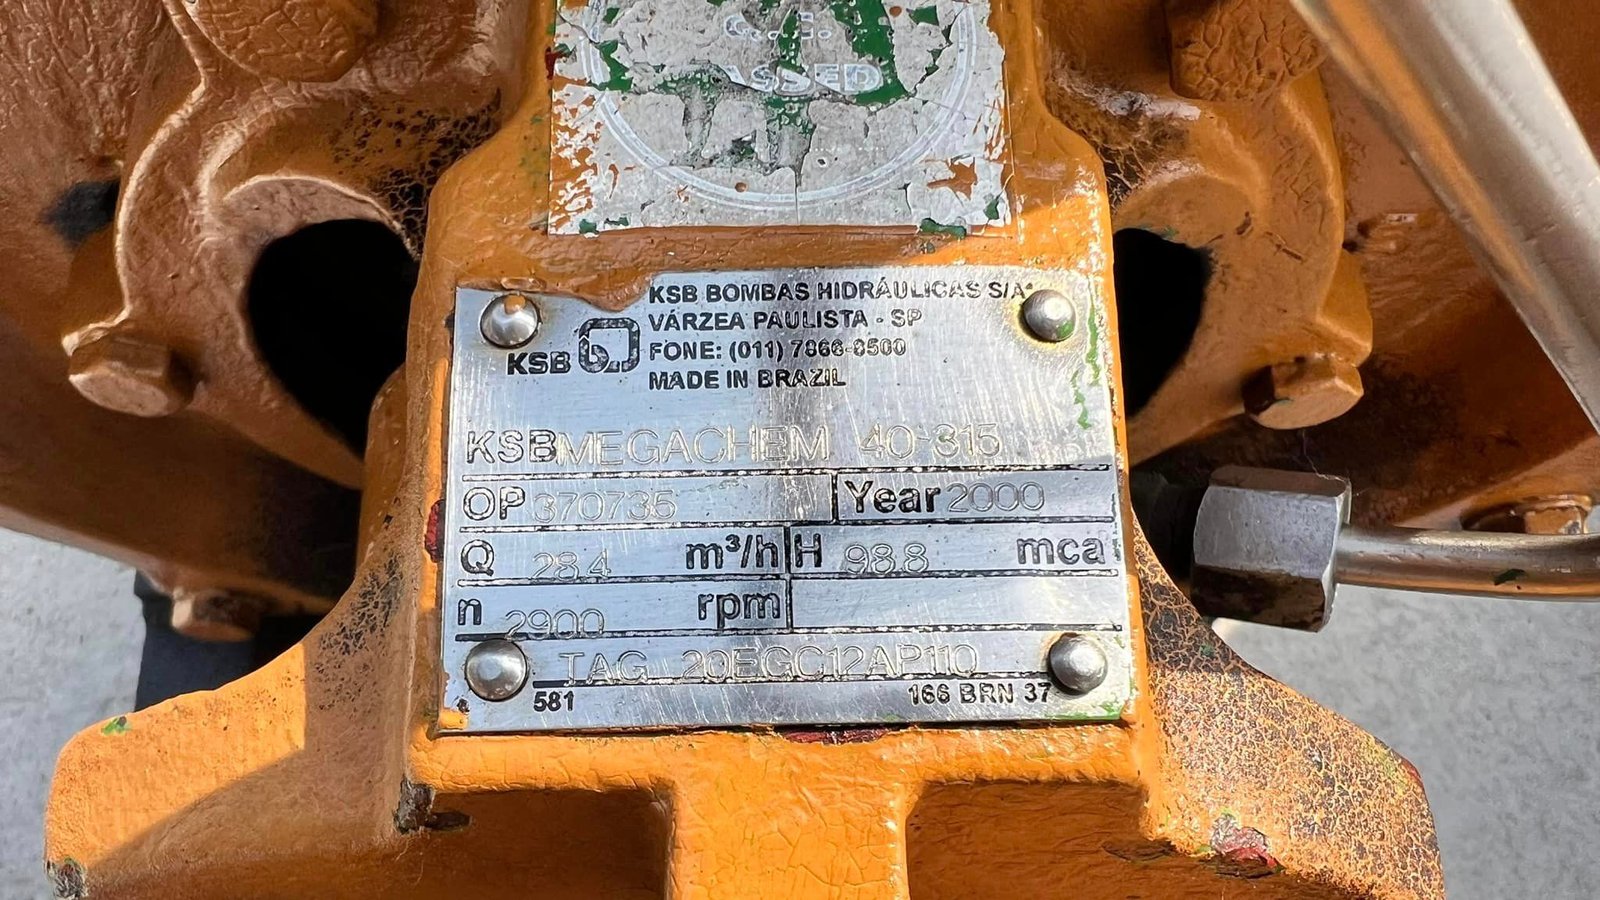 KSB
KSB BOMBAS HIDRÁULICAS S/A
VÁRZEA PAULISTA - SP
FONE: (011) 7866-8500
MADE IN BRAZIL
KSB MEGACHEM 40-315
OP 370735 Year 2000
Q 28.4 m³/h H 98.8 mca
n 2900 rpm
TAG 20EGC12AP110
581 166 BRN 37